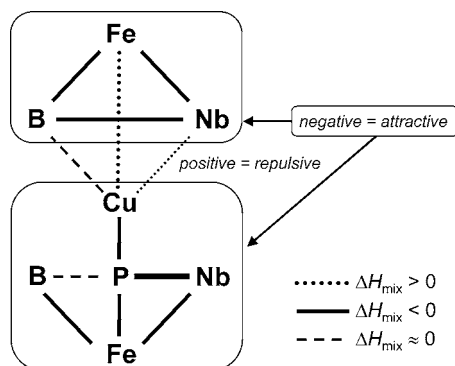 Fe
B Nb
negative = attractive
positive = repulsive
Cu
B P Nb
Fe
ΔHmix > 0
ΔHmix < 0
ΔHmix ≈ 0